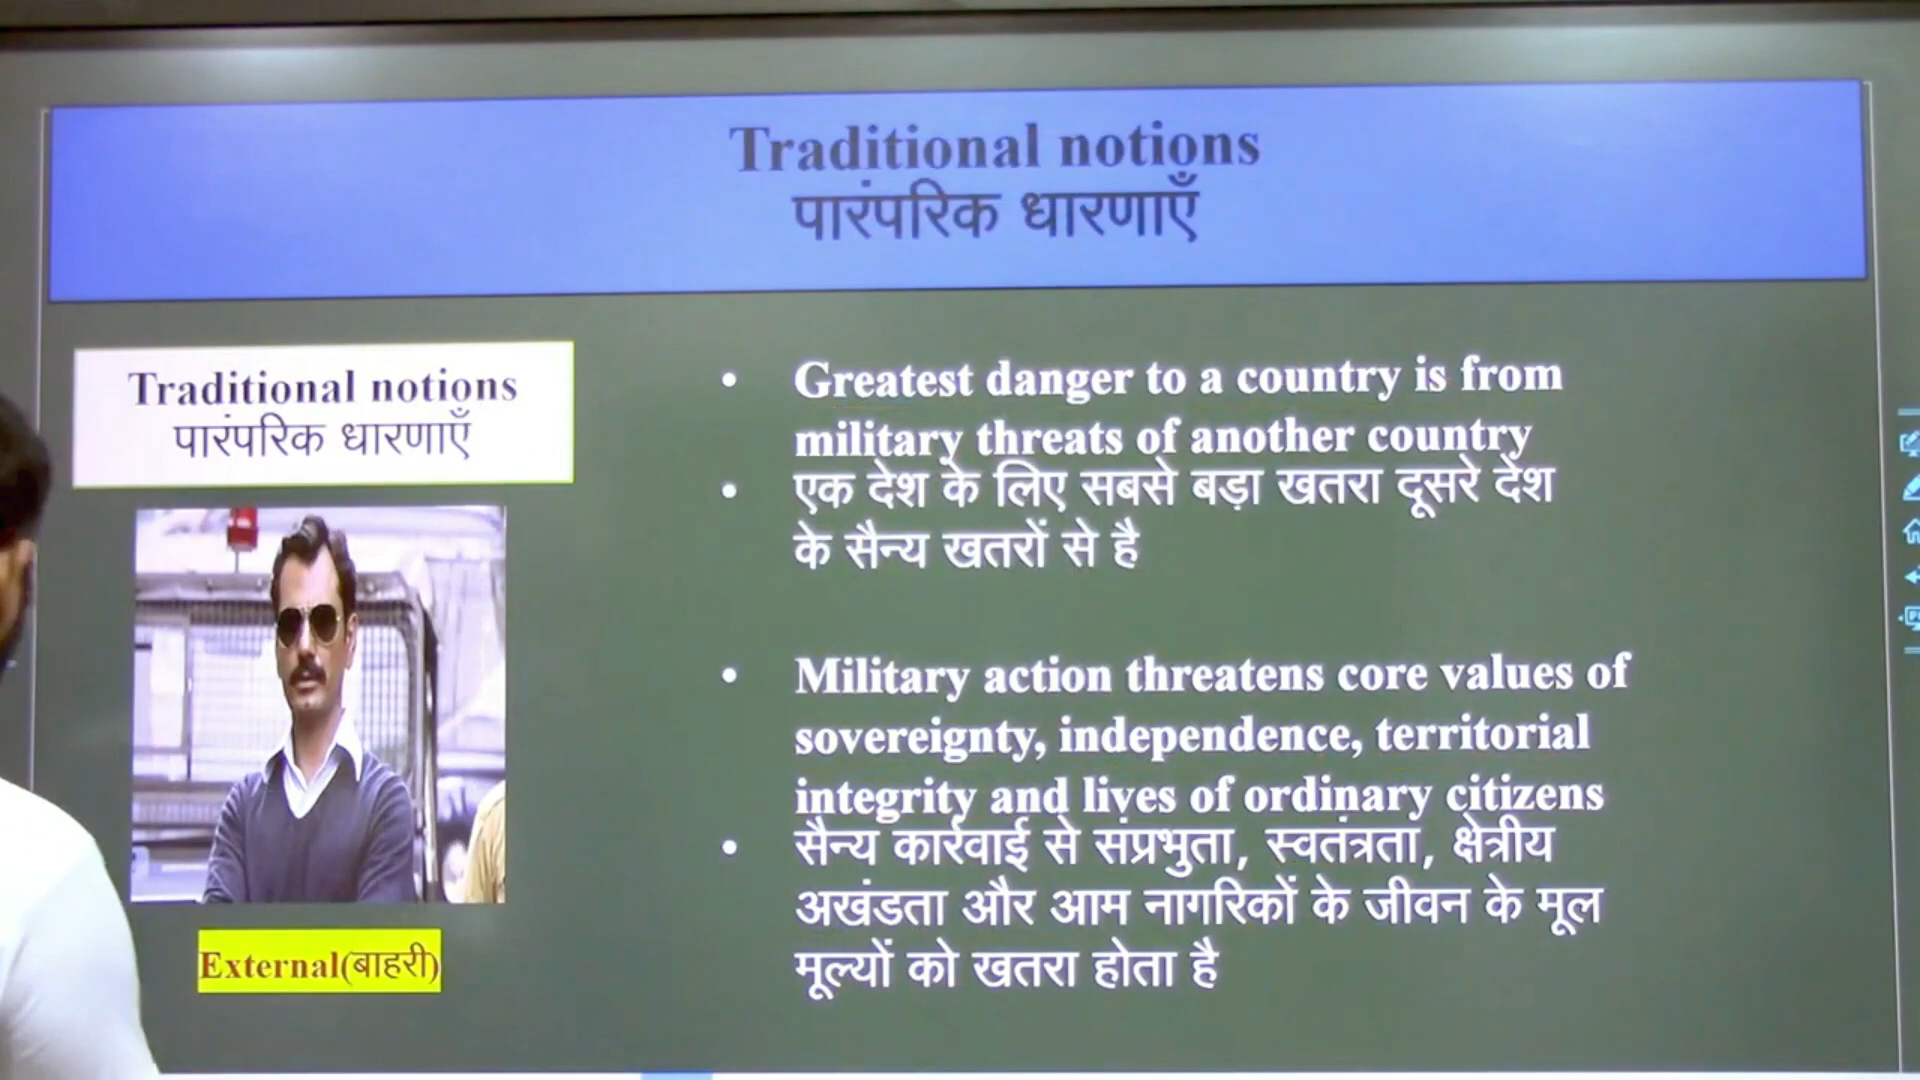 Traditional notions
पारंपरिक धारणाएँ
Traditional notions
पारंपरिक धारणाएँ
External(बाहरी)
• Greatest danger to a country is from
military threats of another country
• एक देश के लिए सबसे बड़ा खतरा दूसरे देश
के सैन्य खतरों से है
• Military action threatens core values of
sovereignty, independence, territorial
integrity and lives of ordinary citizens
• सैन्य कार्रवाई से संप्रभुता, स्वतंत्रता, क्षेत्रीय
अखंडता और आम नागरिकों के जीवन के मूल
मूल्यों को खतरा होता है